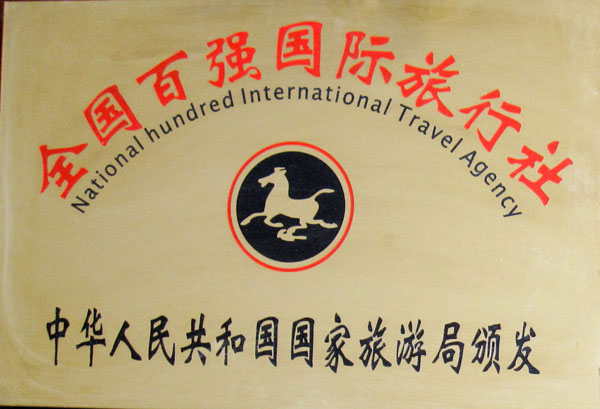 全国百强国际旅行社
National hundred International Travel Agency
中华人民共和国国家旅游局颁发